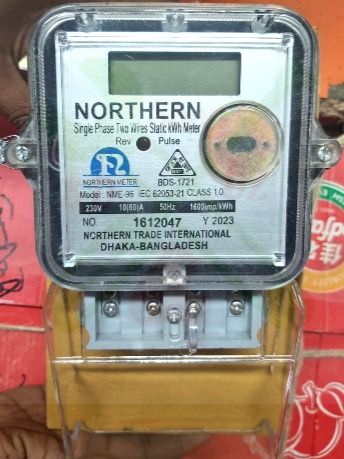 NORTHERN
Single Phase Two Wires Static kWh Meter
Rev Pulse
NORTHERN METER BDS-1721
Model : NME-96 IEC 62053-21 CLASS 1.0
230V 10(60)A 50Hz 1600imp/kWh
NO 1612047 Y 2023
NORTHERN TRADE INTERNATIONAL
DHAKA-BANGLADESH